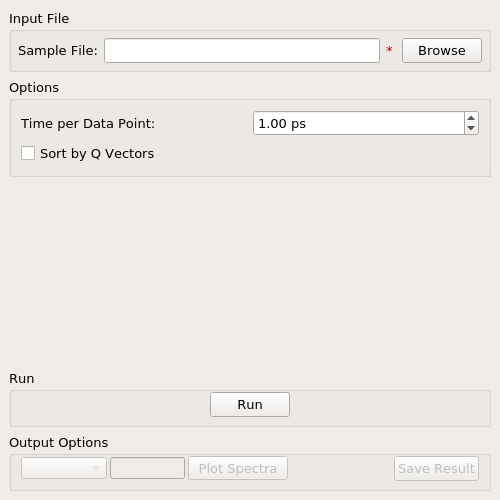 Input File
Sample File: * Browse
Options
Time per Data Point: 1.00 ps
Sort by Q Vectors
Run
Run
Output Options
Plot Spectra Save Result